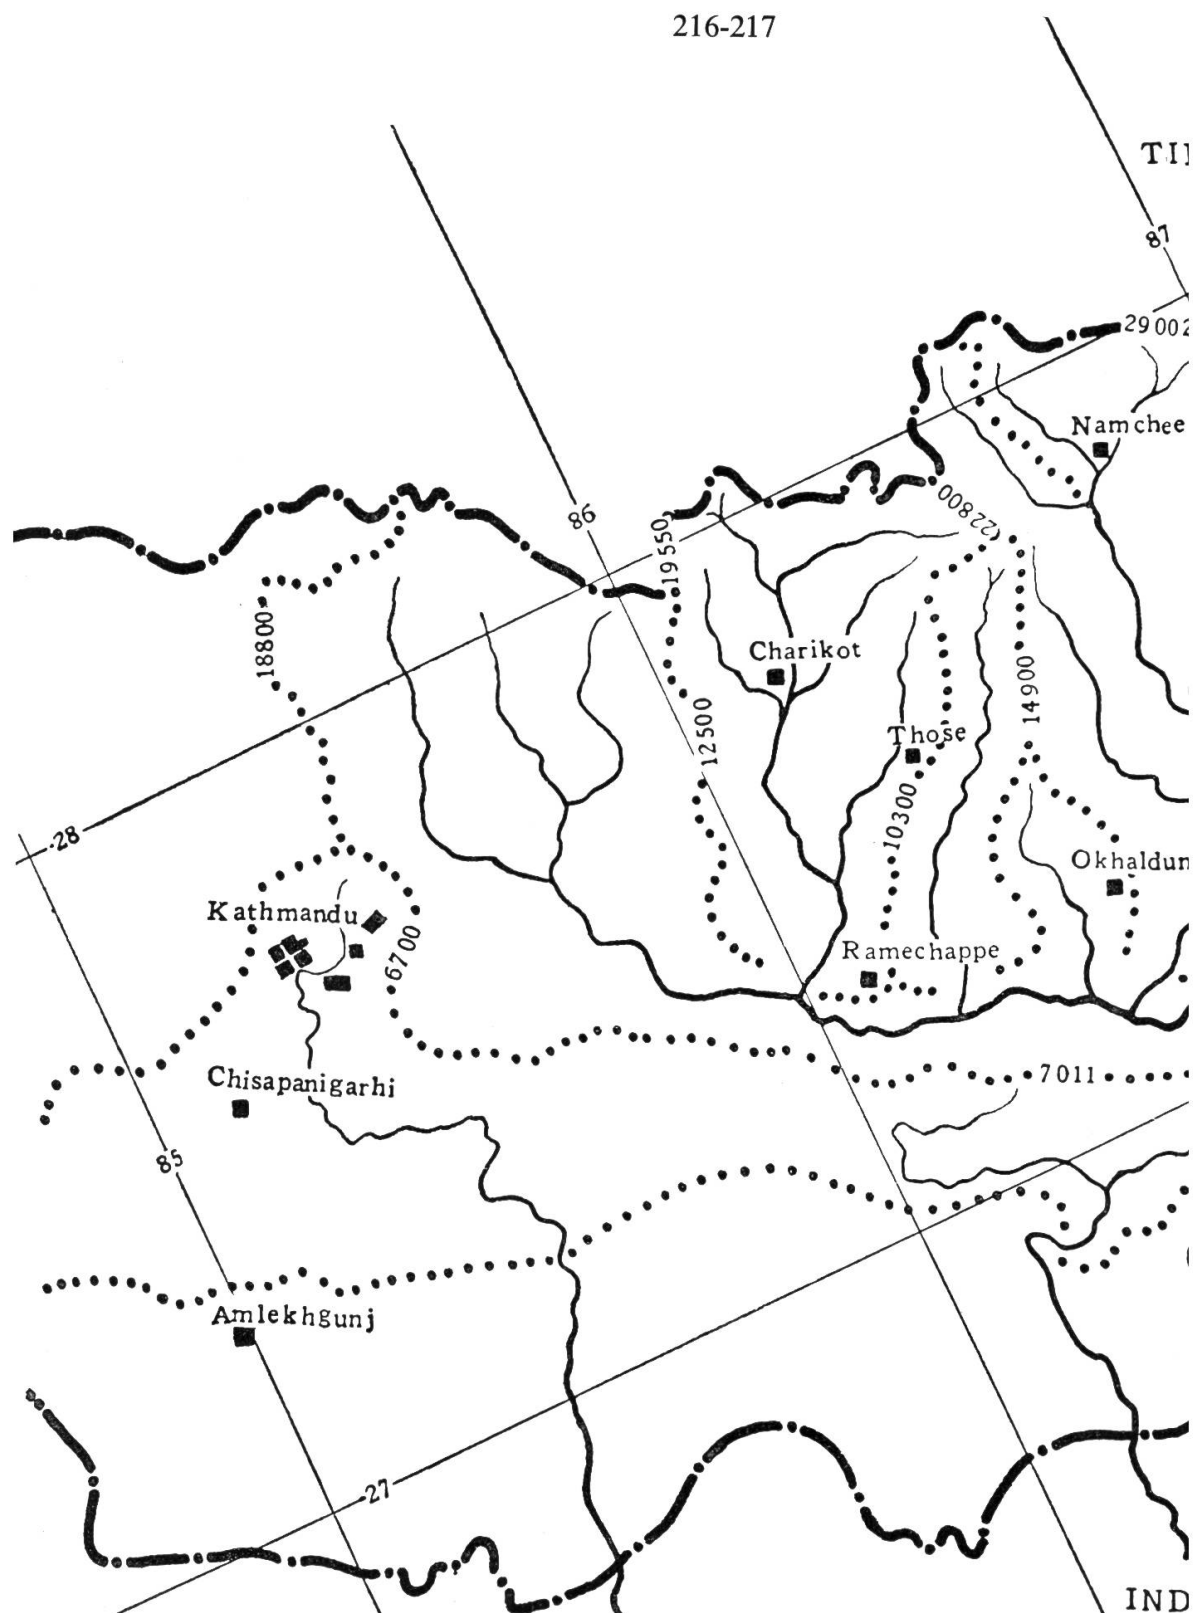 216-217
TI
87
29002
Namchee
22800
86
19550
18800
Charikot
12500
14900
Those
10300
28
Okhaldun
Kathmandu
6700
Ramechappe
7011
Chisapanigarhi
85
Amlekhgunj
27
IND